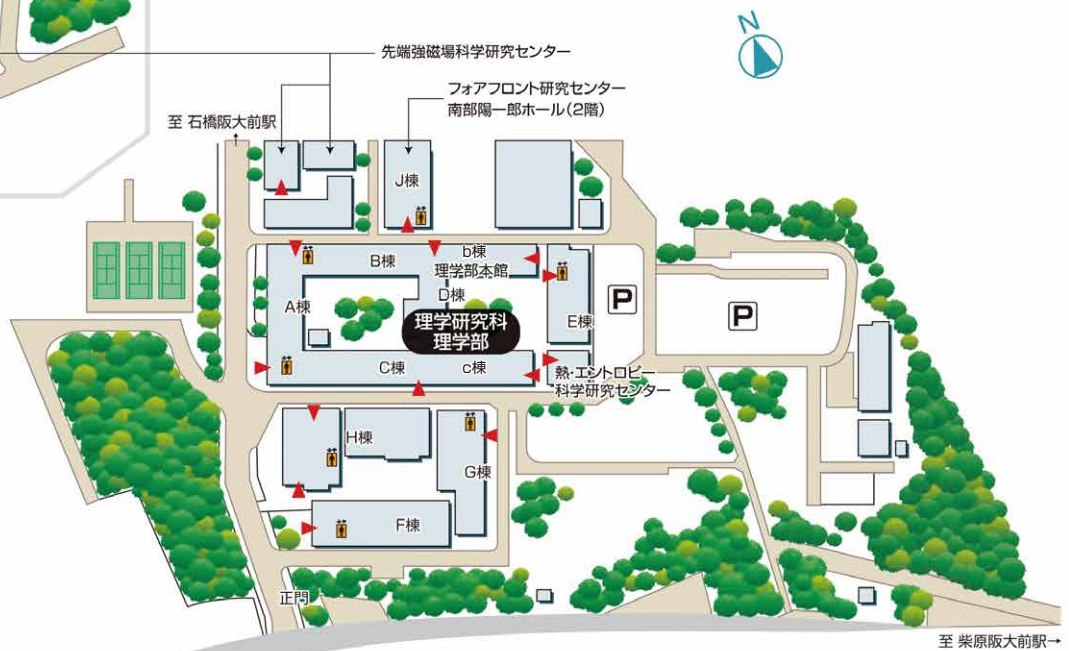 N
先端強磁場科学研究センター
フォアフロント研究センター
南部陽一郎ホール(2階)
至 石橋阪大前駅
J棟
B棟
b棟
理学部本館
D棟
A棟
理学研究科
理学部
E棟
P
P
C棟
c棟
熱・エントロピー
科学研究センター
H棟
G棟
F棟
正門
至 柴原阪大前駅→